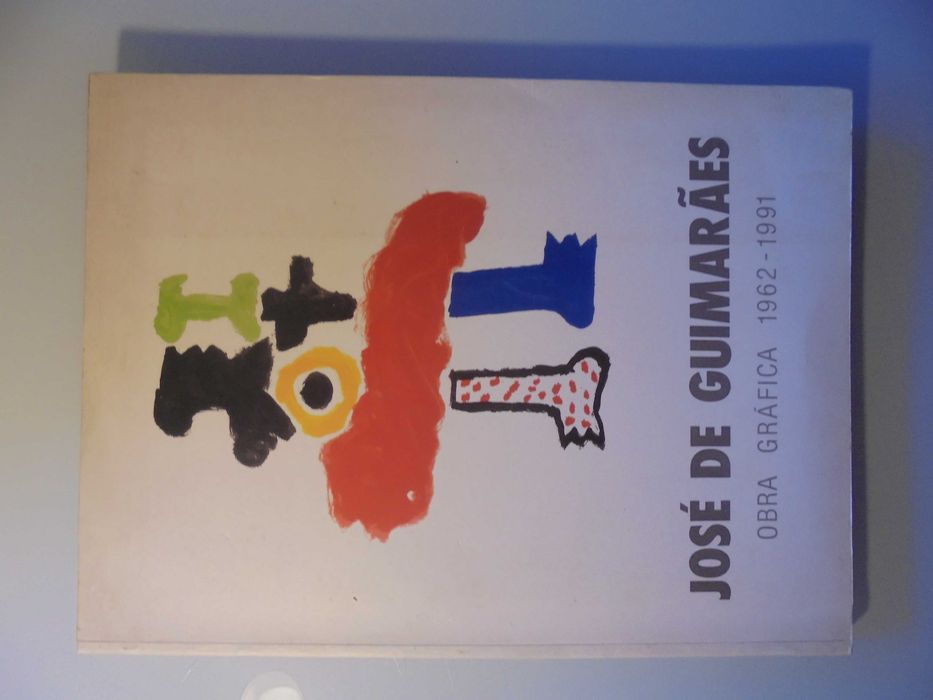 JOSÉ DE GUIMARÃES
OBRA GRÁFICA 1962-1991